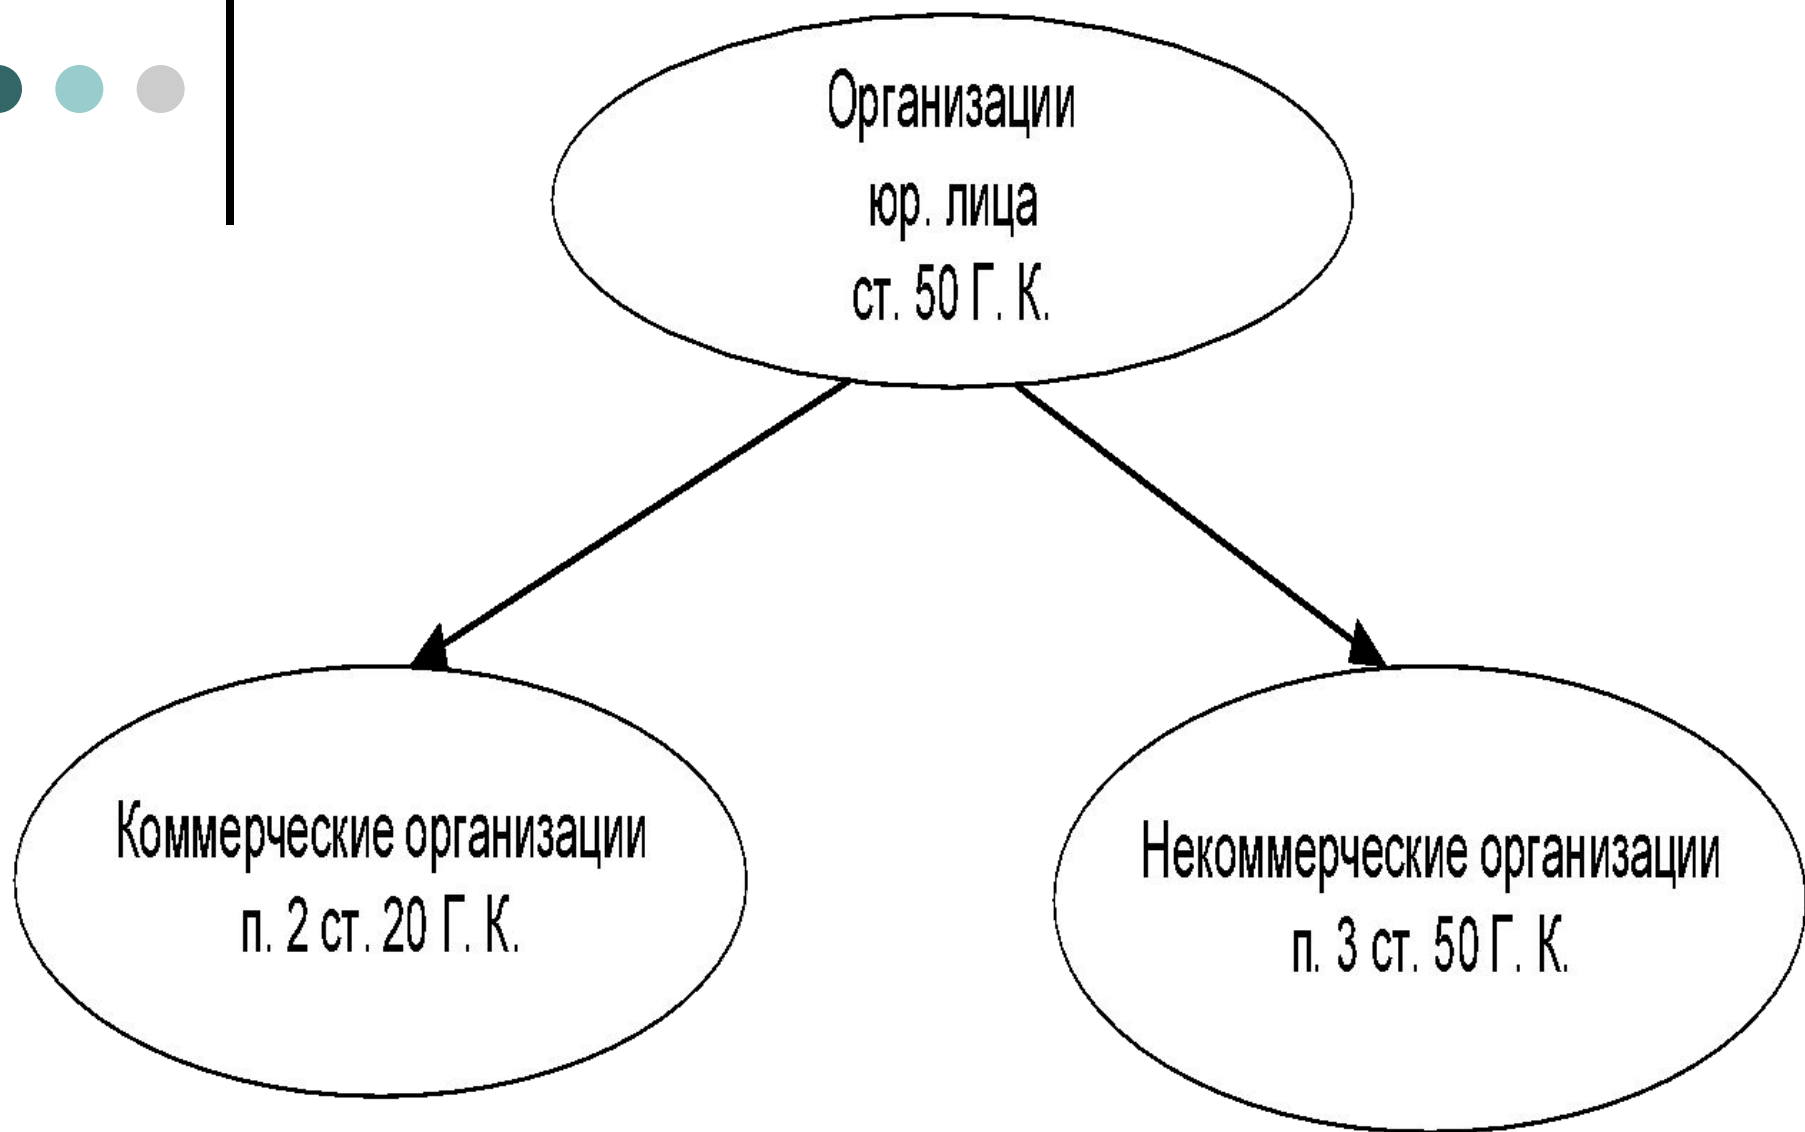 Организации
юр. лица
ст. 50 Г. К.
Коммерческие организации
п. 2 ст. 20 Г. К.
Некоммерческие организации
п. 3 ст. 50 Г. К.